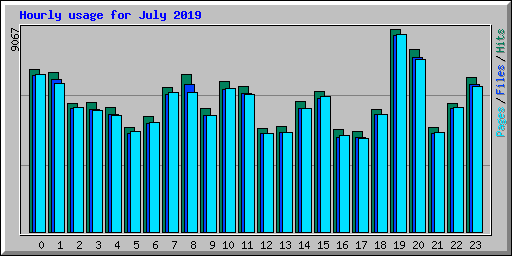 Hourly usage for July 2019
9067
Pages/Files/Hits
0 1 2 3 4 5 6 7 8 9 10 11 12 13 14 15 16 17 18 19 20 21 22 23